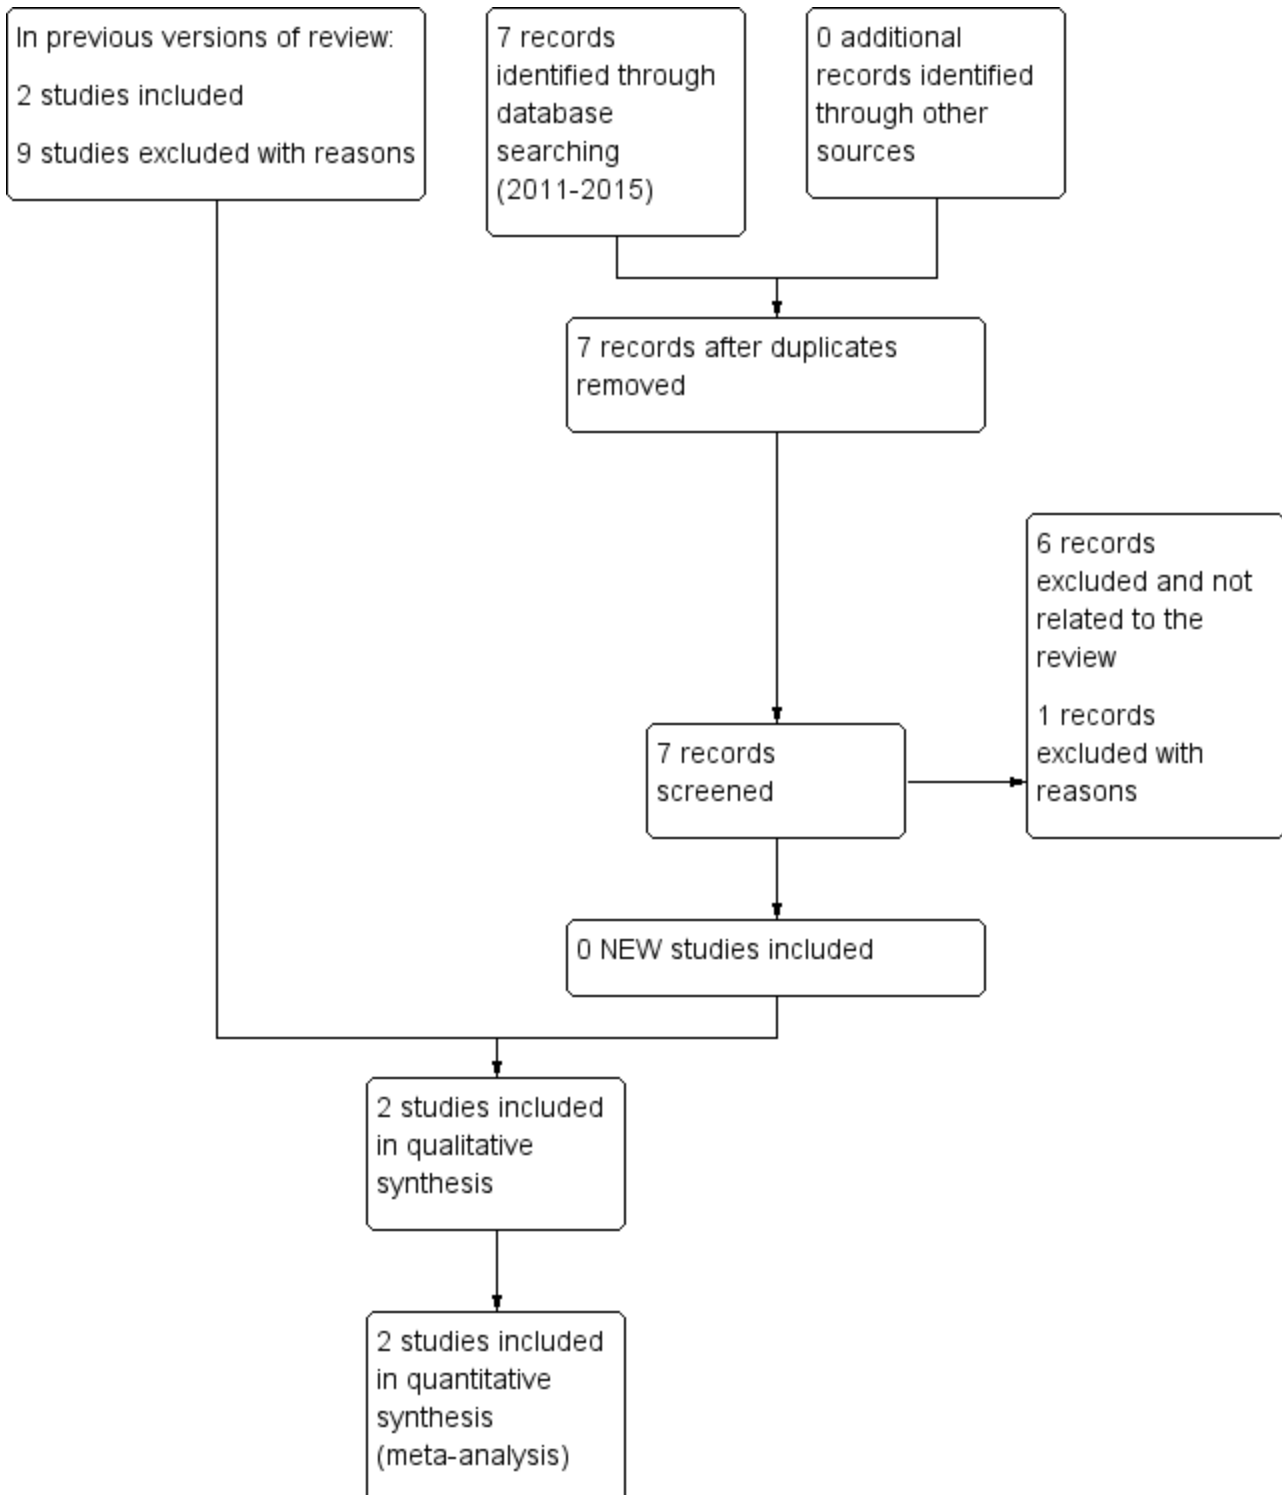 In previous versions of review:
2 studies included
9 studies excluded with reasons
7 records
identified through
database
searching
(2011-2015)
0 additional
records identified
through other
sources
7 records after duplicates
removed
6 records
excluded and not
related to the
review
1 records
excluded with
reasons
7 records
screened
0 NEW studies included
2 studies included
in qualitative
synthesis
2 studies included
in quantitative
synthesis
(meta-analysis)